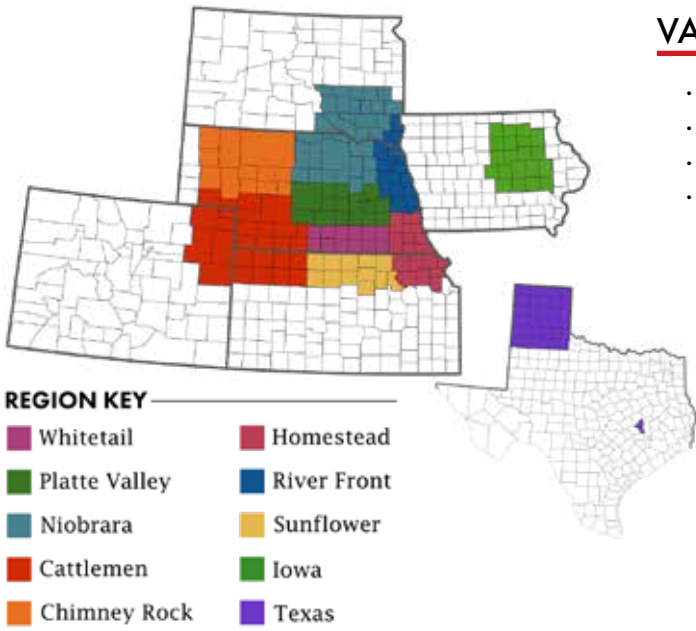 VA
REGION KEY
Whitetail
Homestead
Platte Valley
River Front
Niobrara
Sunflower
Cattlemen
Iowa
Chimney Rock
Texas